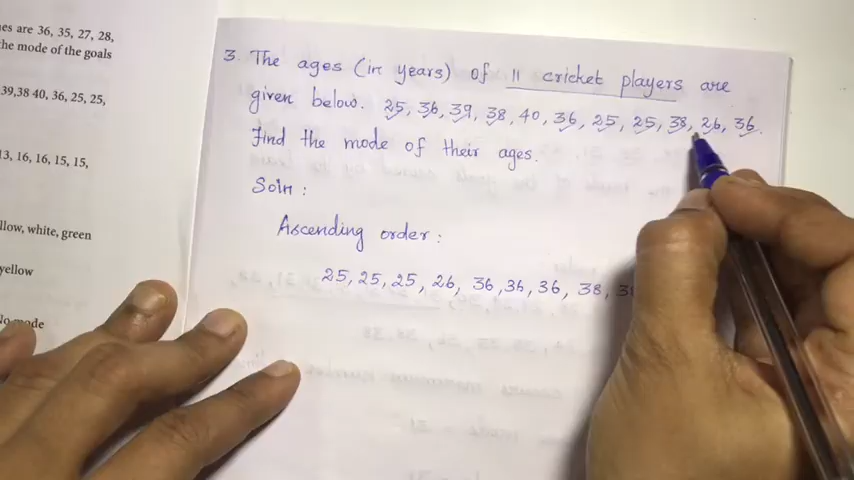 es are 36, 35, 27, 28,
the mode of the goals
39,38 40, 36, 25, 25,
13, 16, 16, 15, 15,
llow, white, green
yellow
No mode
3. The ages (in years) of 11 cricket players are
given below. 25, 36, 39, 38, 40, 36, 25, 25, 38, 26, 36.
Find the mode of their ages.
Soln :
Ascending order :
25, 25, 25, 26, 36, 36, 36, 38, 3